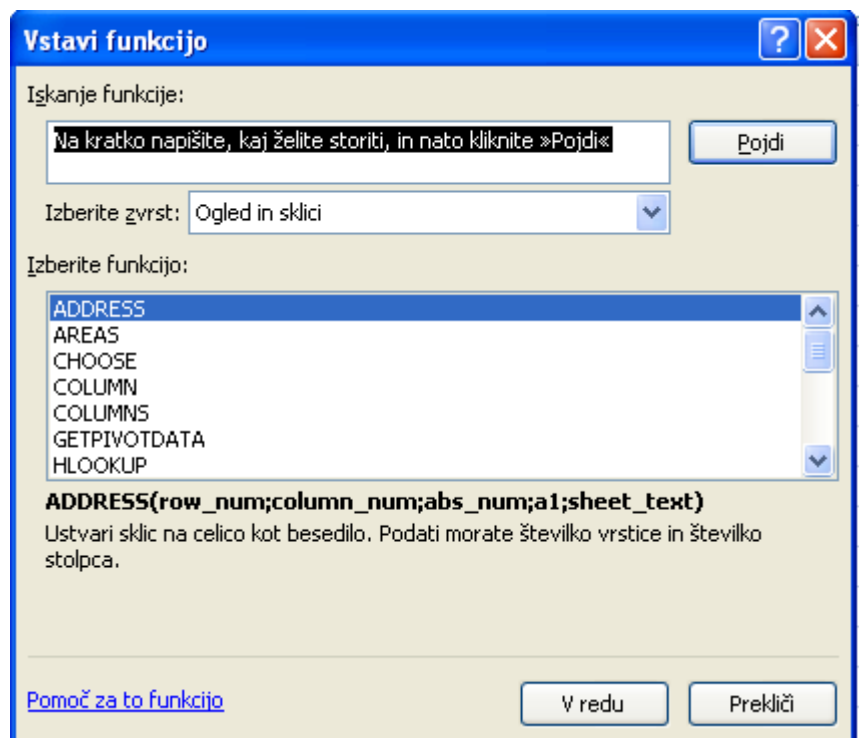 Vstavi funkcijo
Iskanje funkcije:
Na kratko napišite, kaj želite storiti, in nato kliknite »Pojdi«
Pojdi
Izberite zvrst: Ogled in sklici
Izberite funkcijo:
ADDRESS
AREAS
CHOOSE
COLUMN
COLUMNS
GETPIVOTDATA
HLOOKUP
ADDRESS(row_num;column_num;abs_num;a1;sheet_text)
Ustvari sklic na celico kot besedilo. Podati morate številko vrstice in številko
stolpca.
Pomoč za to funkcijo
V redu
Prekliči